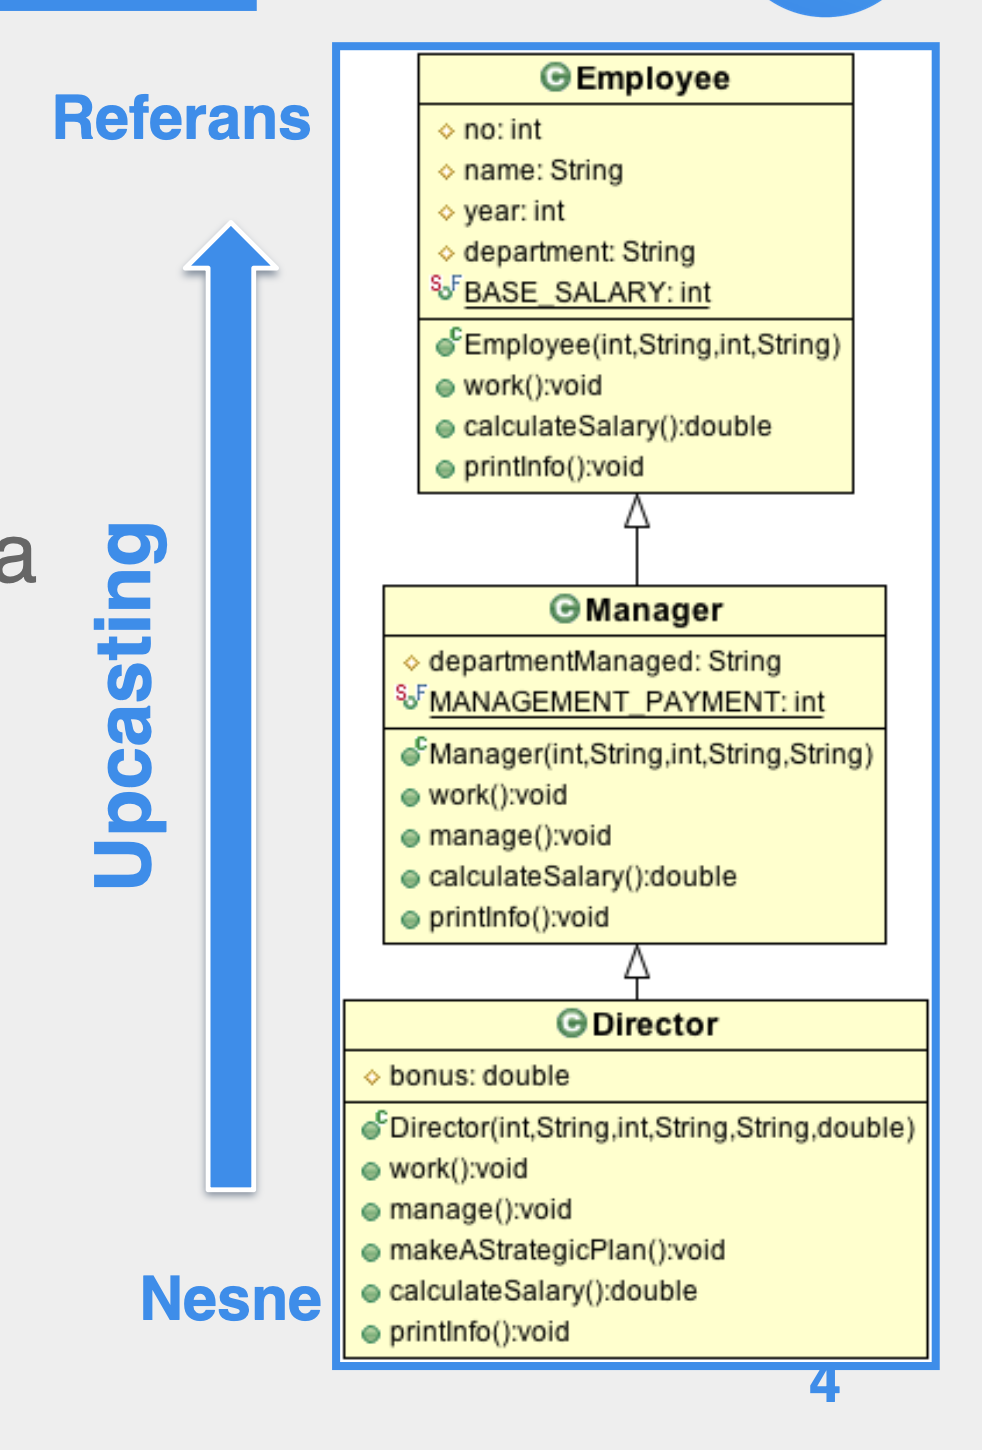 Referans
Employee
no: int
name: String
year: int
department: String
BASE_SALARY: int
Employee(int,String,int,String)
work():void
calculateSalary():double
printInfo():void
a
Upcasting
Manager
departmentManaged: String
MANAGEMENT_PAYMENT: int
Manager(int,String,int,String,String)
work():void
manage():void
calculateSalary():double
printInfo():void
Director
bonus: double
Director(int,String,int,String,String,double)
work():void
manage():void
makeAStrategicPlan():void
calculateSalary():double
printInfo():void
Nesne
4